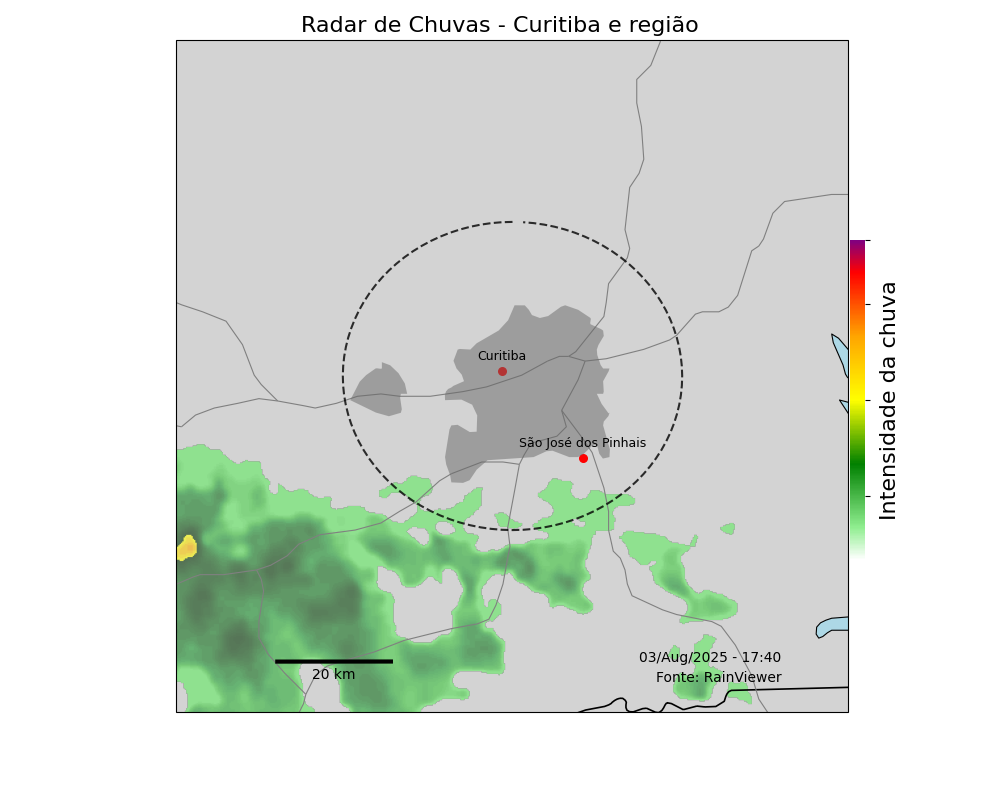 Radar de Chuvas - Curitiba e região
Curitiba
São José dos Pinhais
Intensidade da chuva
03/Aug/2025 - 17:40
20 km
Fonte: RainViewer